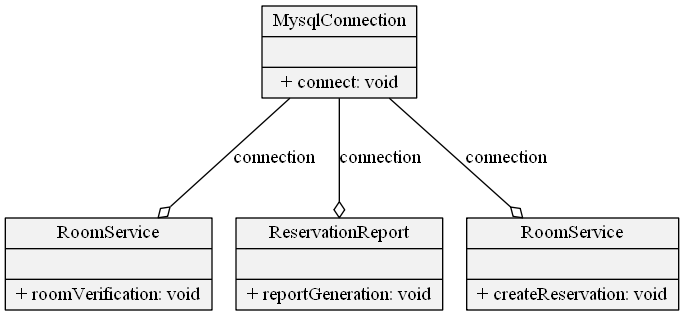 MysqlConnection
+ connect: void
connection
connection
connection
RoomService
+ roomVerification: void
ReservationReport
+ reportGeneration: void
RoomService
+ createReservation: void